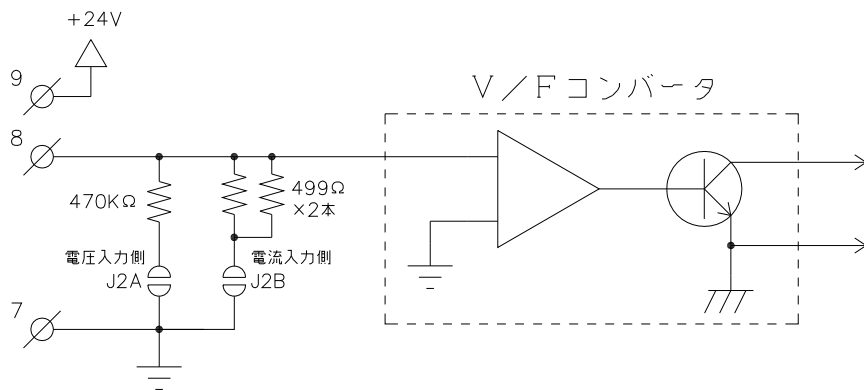 +24V
9
V/Fコンバータ
8
470KΩ
499Ω
×2本
電圧入力側
J2A
電流入力側
J2B
7